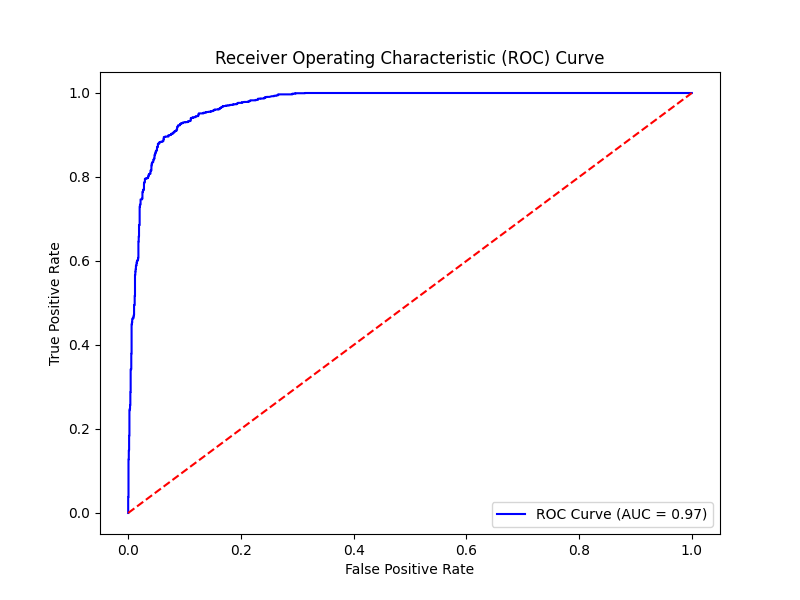 Receiver Operating Characteristic (ROC) Curve
1.0
0.8
0.6
0.4
0.2
0.0
True Positive Rate
ROC Curve (AUC = 0.97)
0.0 0.2 0.4 0.6 0.8 1.0
False Positive Rate